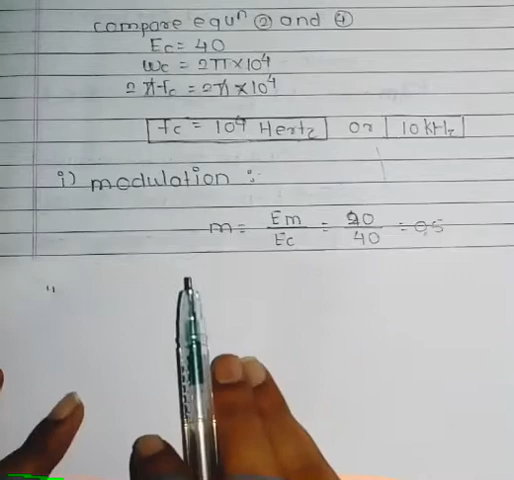 compare equⁿ ② and ④
Ec = 40
wc = 2π×10⁴
2πfc = 2π×10⁴
fc = 10⁴ Hertz or 10 kHz
i) modulation :-
m = Em/Ec = 20/40 = 0.5